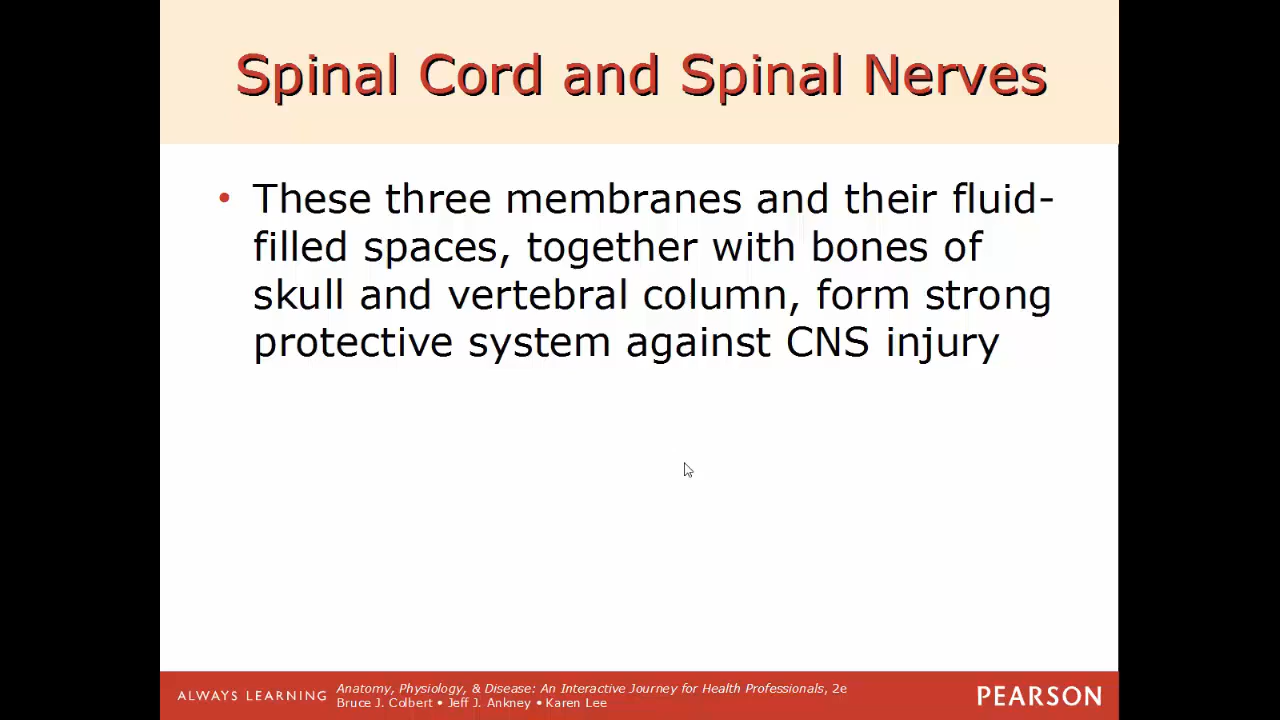 Spinal Cord and Spinal Nerves
• These three membranes and their fluid-
filled spaces, together with bones of
skull and vertebral column, form strong
protective system against CNS injury
ALWAYS LEARNING
Anatomy, Physiology, & Disease: An Interactive Journey for Health Professionals, 2e
Bruce J. Colbert • Jeff J. Ankney • Karen Lee
PEARSON